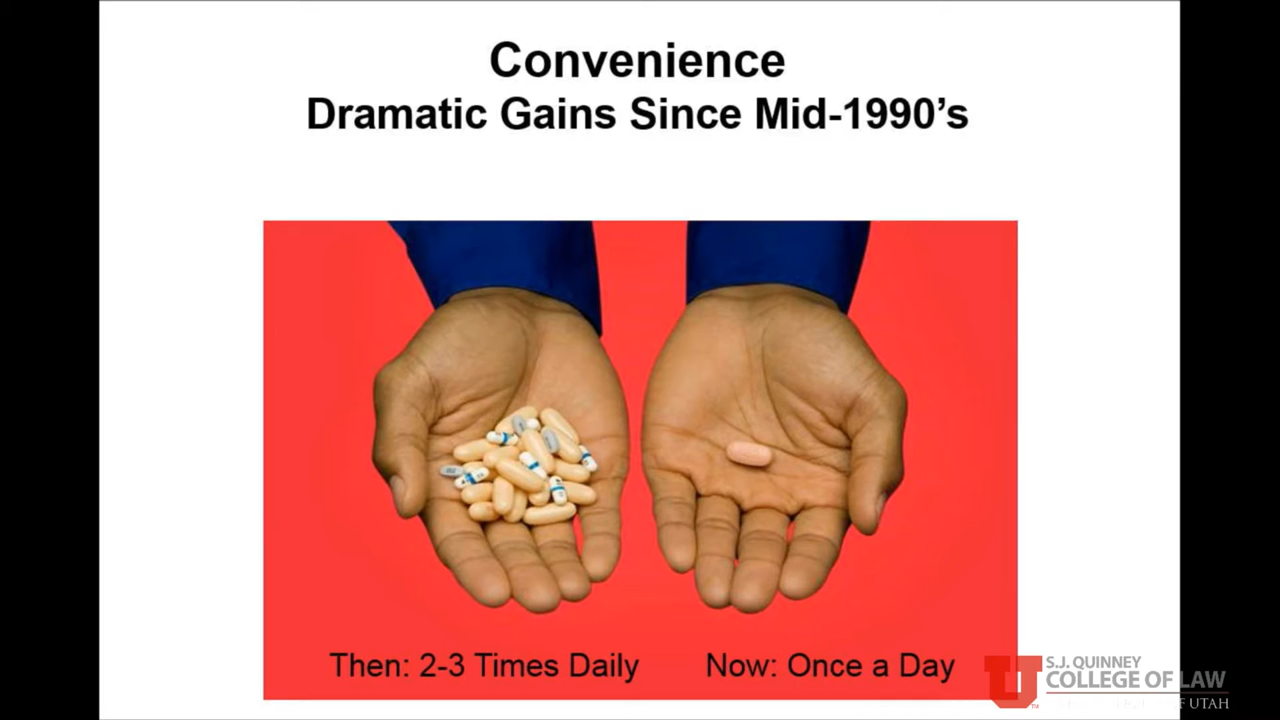 Convenience
Dramatic Gains Since Mid-1990's
Then: 2-3 Times Daily
Now: Once a Day
S.J. QUINNEY
COLLEGE OF LAW
OF UTAH